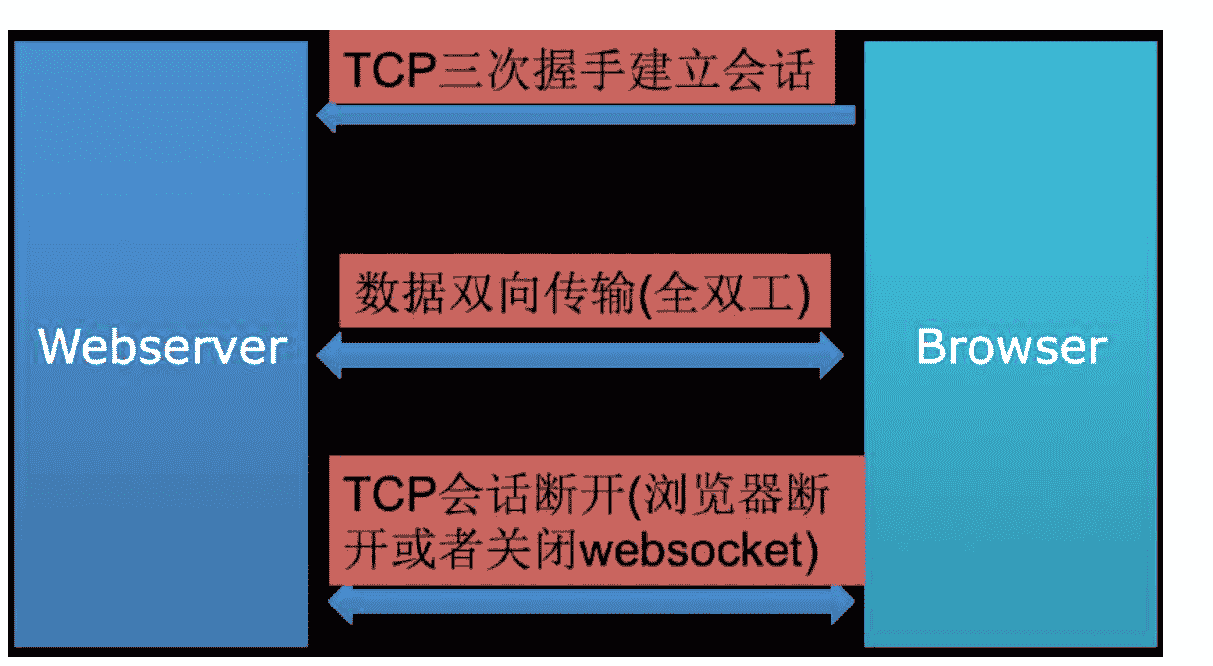 TCP三次握手建立会话
数据双向传输(全双工)
Webserver
Browser
TCP会话断开(浏览器断
开或者关闭websocket)